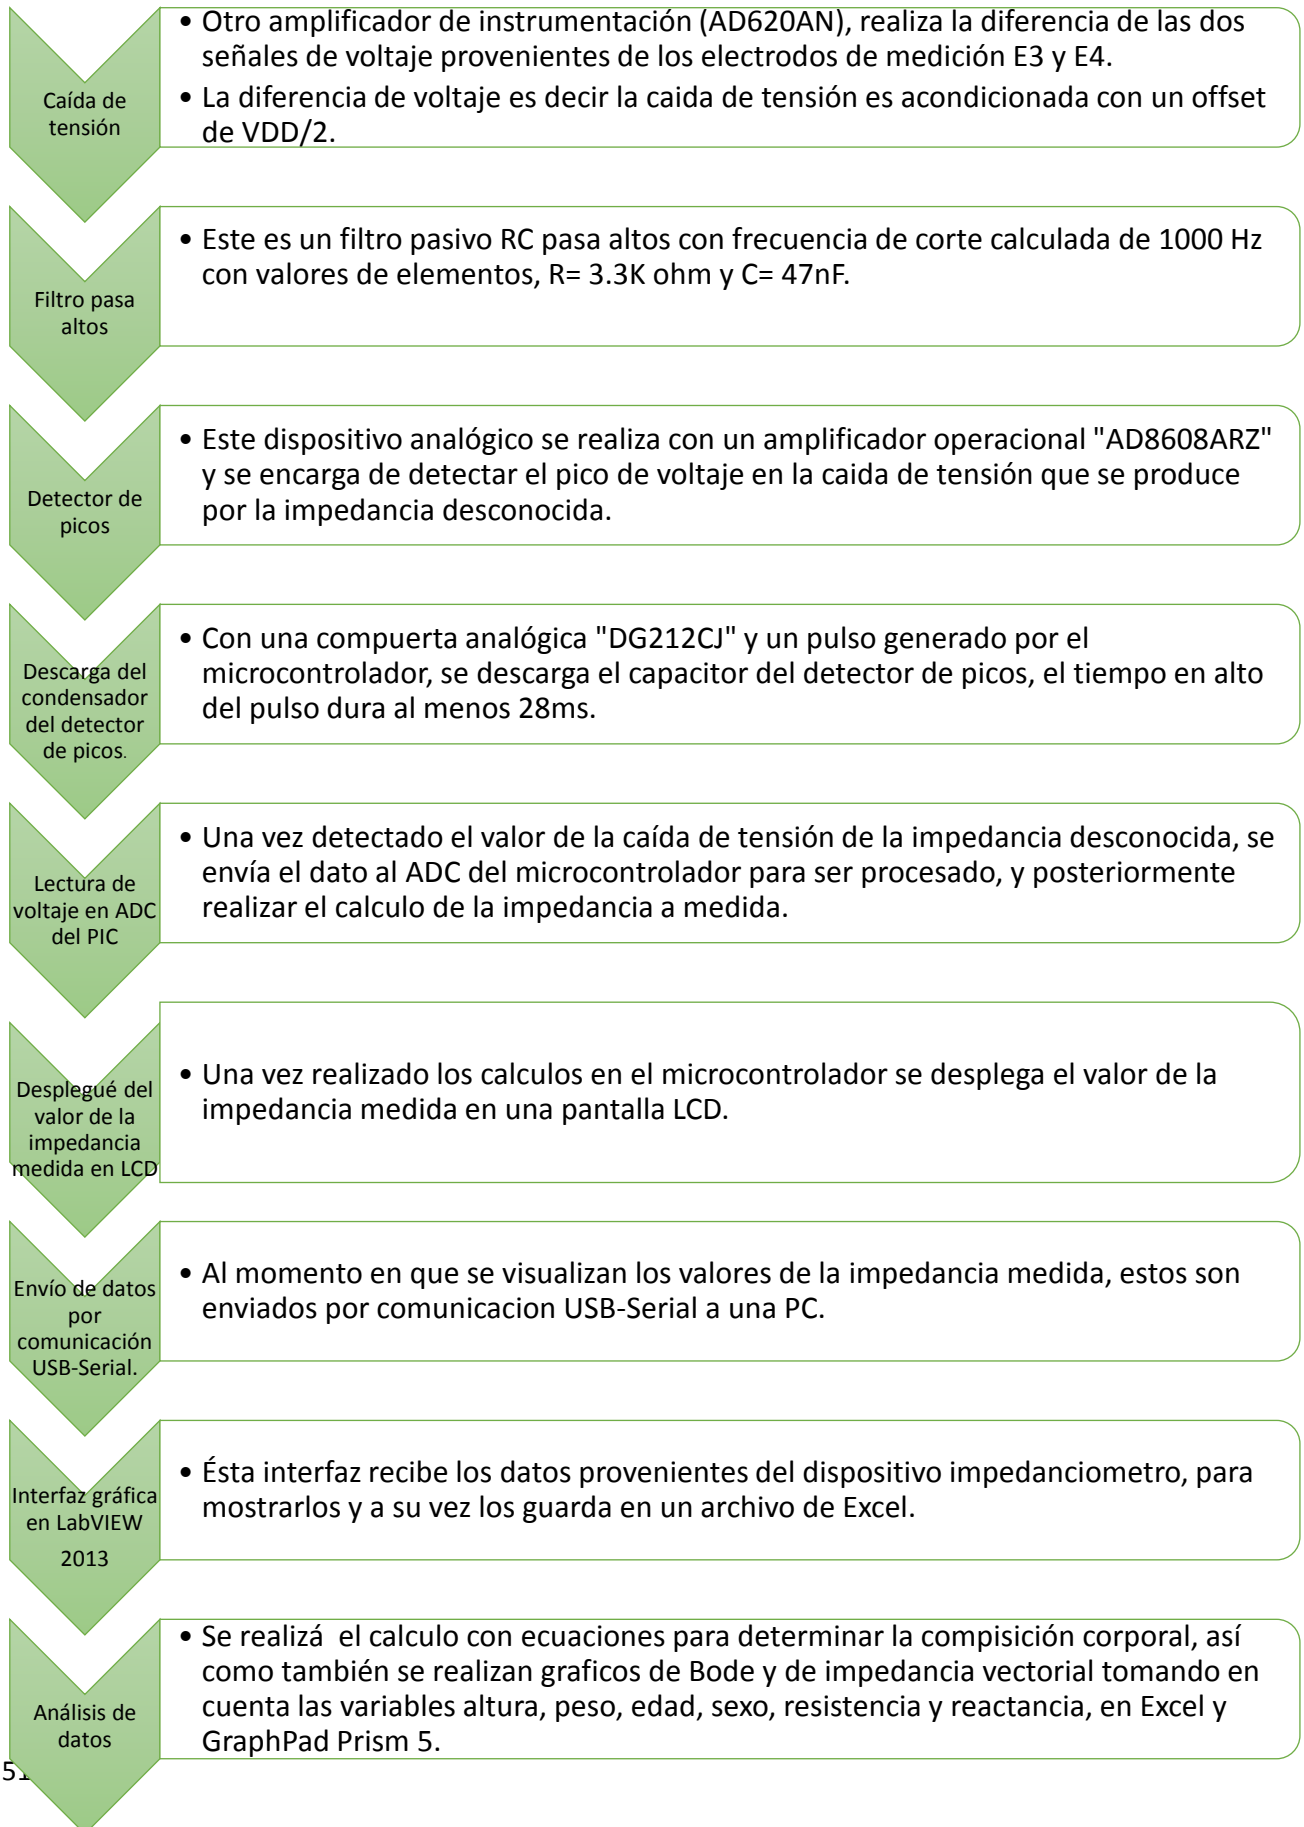 • Otro amplificador de instrumentación (AD620AN), realiza la diferencia de las dos
señales de voltaje provenientes de los electrodos de medición E3 y E4.
• La diferencia de voltaje es decir la caida de tensión es acondicionada con un offset
de VDD/2.
Caída de
tensión
• Este es un filtro pasivo RC pasa altos con frecuencia de corte calculada de 1000 Hz
con valores de elementos, R= 3.3K ohm y C= 47nF.
Filtro pasa
altos
• Este dispositivo analógico se realiza con un amplificador operacional "AD8608ARZ"
y se encarga de detectar el pico de voltaje en la caida de tensión que se produce
por la impedancia desconocida.
Detector de
picos
• Con una compuerta analógica "DG212CJ" y un pulso generado por el
microcontrolador, se descarga el capacitor del detector de picos, el tiempo en alto
del pulso dura al menos 28ms.
Descarga del
condensador
del detector
de picos.
• Una vez detectado el valor de la caída de tensión de la impedancia desconocida, se
envía el dato al ADC del microcontrolador para ser procesado, y posteriormente
realizar el calculo de la impedancia a medida.
Lectura de
voltaje en ADC
del PIC
• Una vez realizado los calculos en el microcontrolador se desplega el valor de la
impedancia medida en una pantalla LCD.
Desplegué del
valor de la
impedancia
medida en LCD
• Al momento en que se visualizan los valores de la impedancia medida, estos son
enviados por comunicacion USB-Serial a una PC.
Envío de datos
por
comunicación
USB-Serial.
• Ésta interfaz recibe los datos provenientes del dispositivo impedanciometro, para
mostrarlos y a su vez los guarda en un archivo de Excel.
Interfaz gráfica
en LabVIEW
2013
• Se realizá el calculo con ecuaciones para determinar la compisición corporal, así
como también se realizan graficos de Bode y de impedancia vectorial tomando en
cuenta las variables altura, peso, edad, sexo, resistencia y reactancia, en Excel y
GraphPad Prism 5.
Análisis de
datos
51